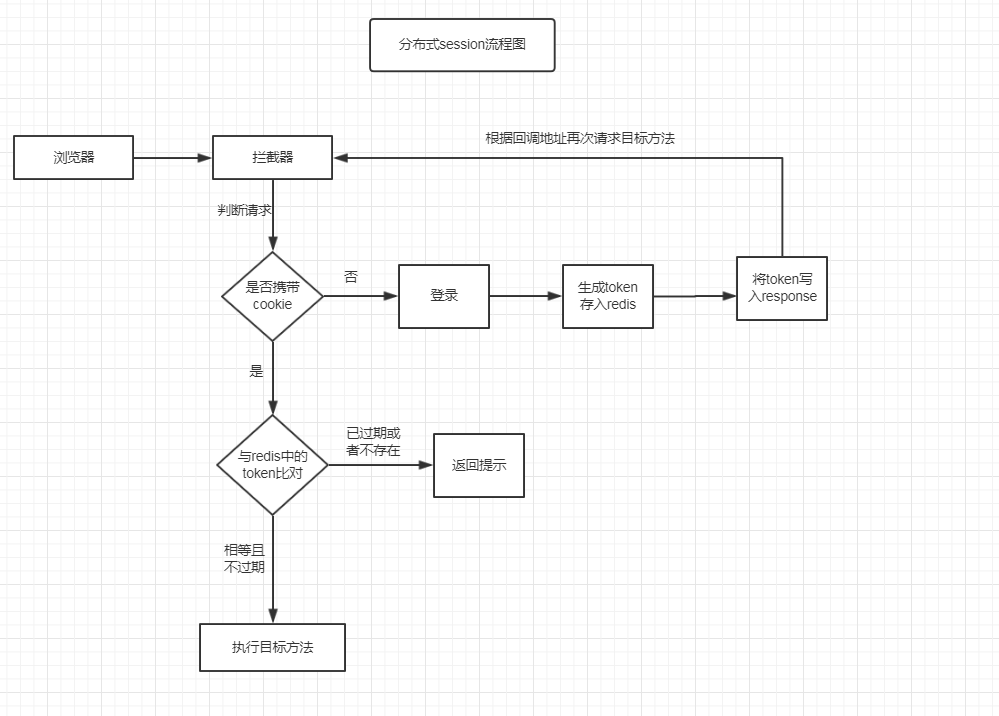 分布式session流程图
根据回调地址再次请求目标方法
浏览器
拦截器
判断请求
是否携带
cookie
否
登录
生成token
存入redis
将token写
入response
是
与redis中的
token比对
已过期或
者不存在
返回提示
相等且
不过期
执行目标方法